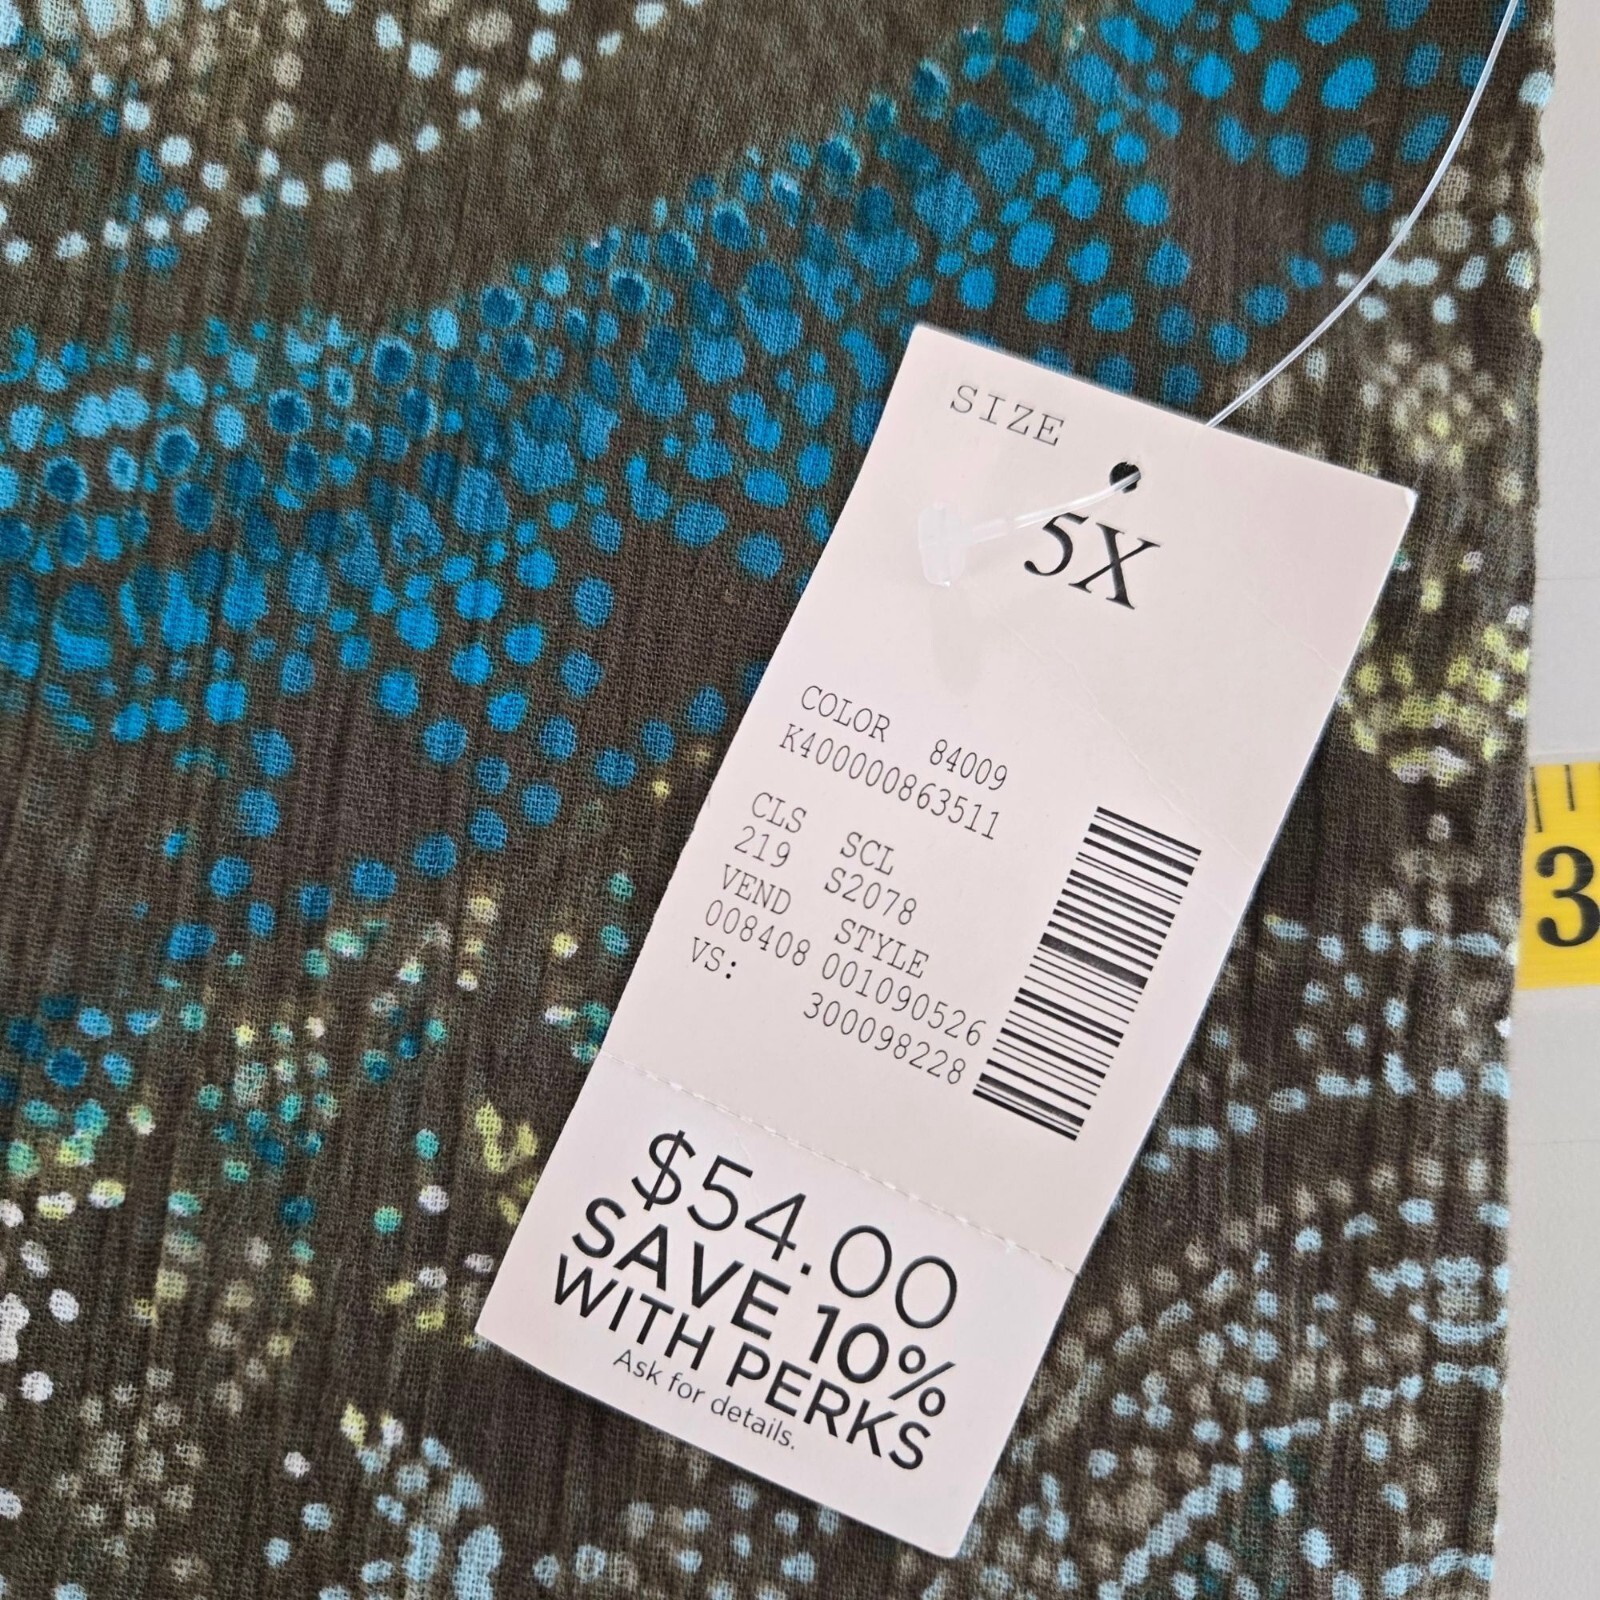 SIZE
5X
COLOR 84009
K40000863511
CLS SCL
219 S2078
VEND STYLE
008408 001090526
VS: 300098228
$54.00
SAVE 10%
WITH PERKS
Ask for details.
3